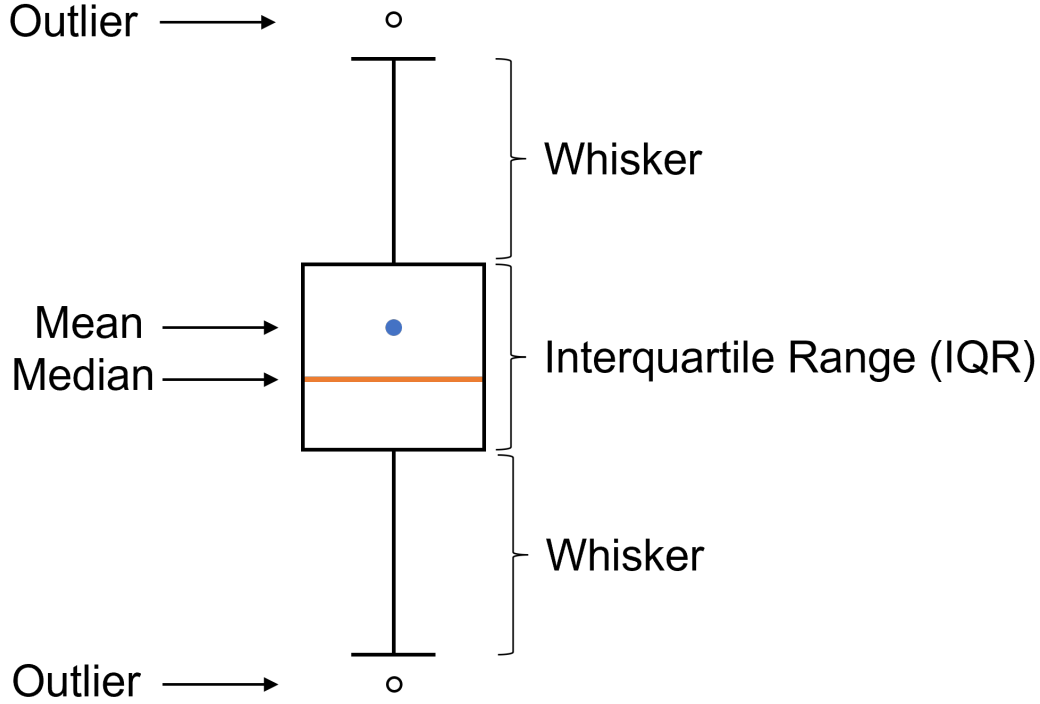 Outlier
Whisker
Mean
Median
Interquartile Range (IQR)
Whisker
Outlier